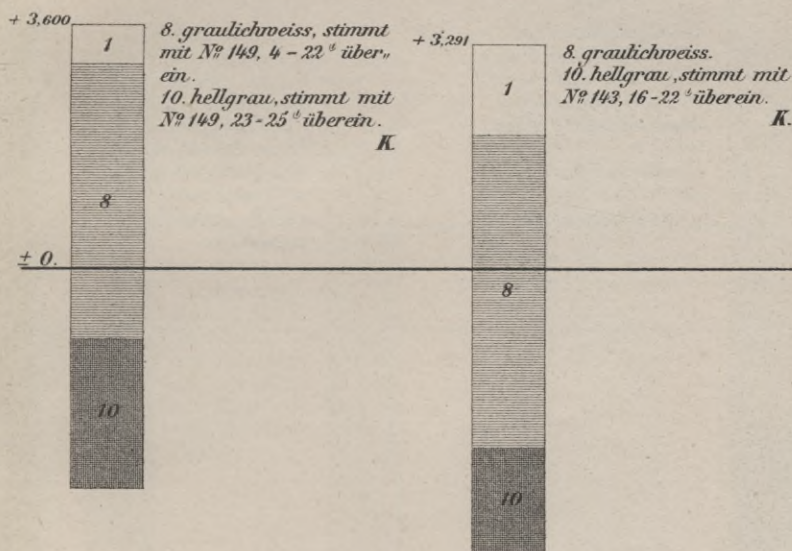 + 3,600
1
8. graulichweiss, stimmt
mit Nº 149, 4 - 22 ᵈ über„
ein.
10. hellgrau, stimmt mit
Nº 149, 23 - 25 ᵈ überein.
K.
8
10
+ 3,291
1
8. graulichweiss.
10. hellgrau, stimmt mit
Nº 143, 16 - 22 ᵈ überein.
K.
± 0.
8
10